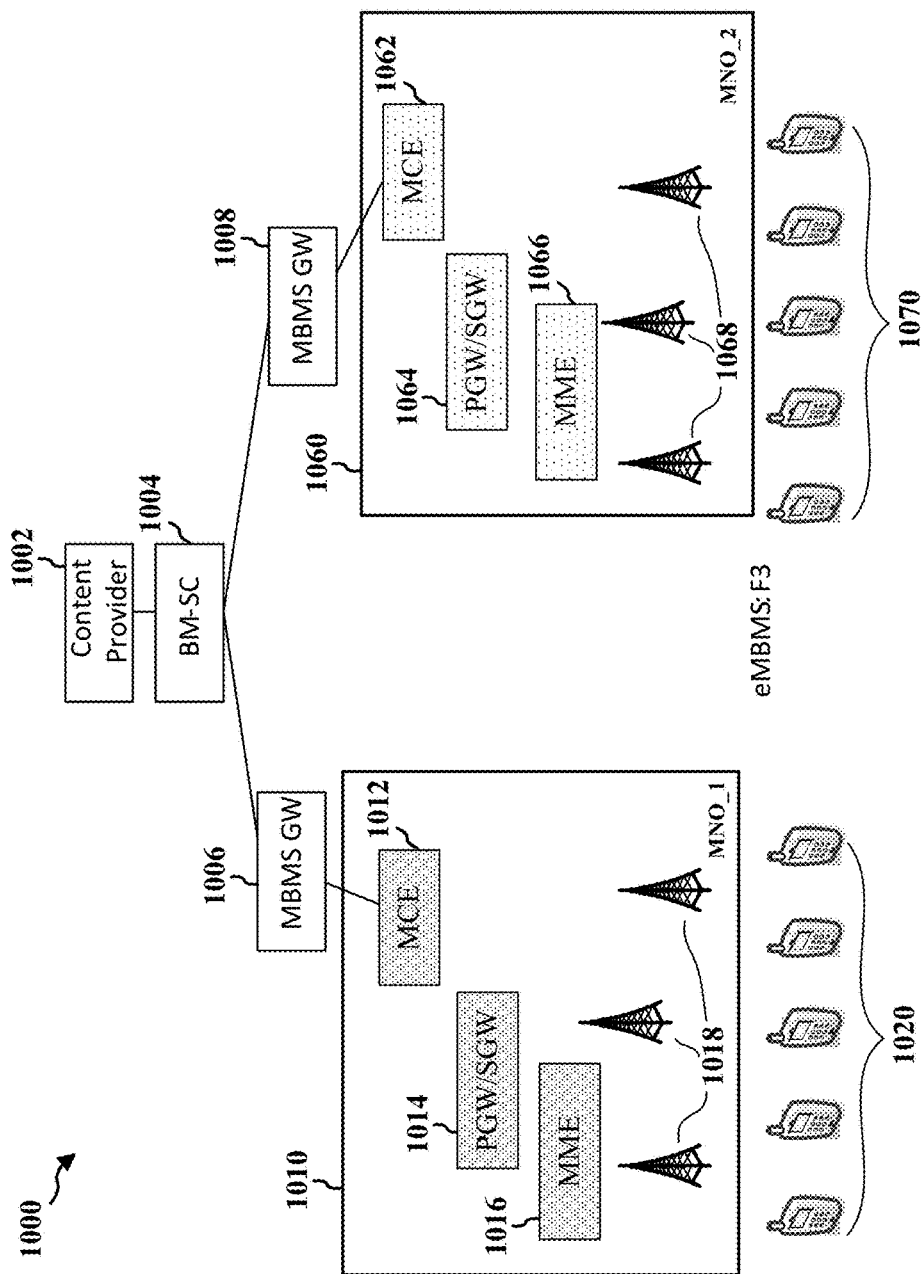 1000
1002
Content
Provider
1004
BM-SC
1006
MBMS GW
1008
MBMS GW
1010
1012
MCE
1014
PGW/SGW
1016
MME
1018
MNO_1
1020
eMBMS: F3
1060
1062
MCE
1064
PGW/SGW
1066
MME
1068
MNO_2
1070